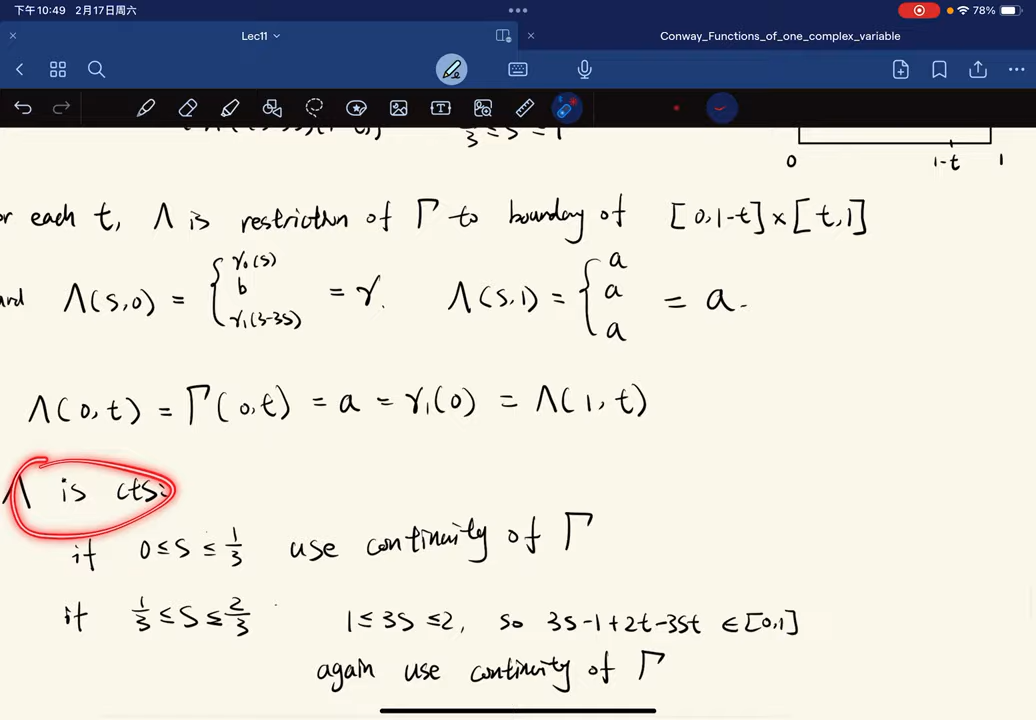 下午10:49 2月17日周六
78%
Lec11
Conway_Functions_of_one_complex_variable
0 1-t 1
or each t, Λ is restriction of Γ to boundary of [0,1-t]×[t,1]
and Λ(s,0) = { γ₀(s) b γ₁(3-3s) = γ. Λ(s,1) = { a a a = a.
Λ(0,t) = Γ(0,t) = a = γ₁(0) = Λ(1,t)
Λ is cts:
if 0≤s≤1/3 use continuity of Γ
if 1/3≤s≤2/3 1≤3s≤2, so 3s-1+2t-3st ∈[0,1]
again use continuity of Γ